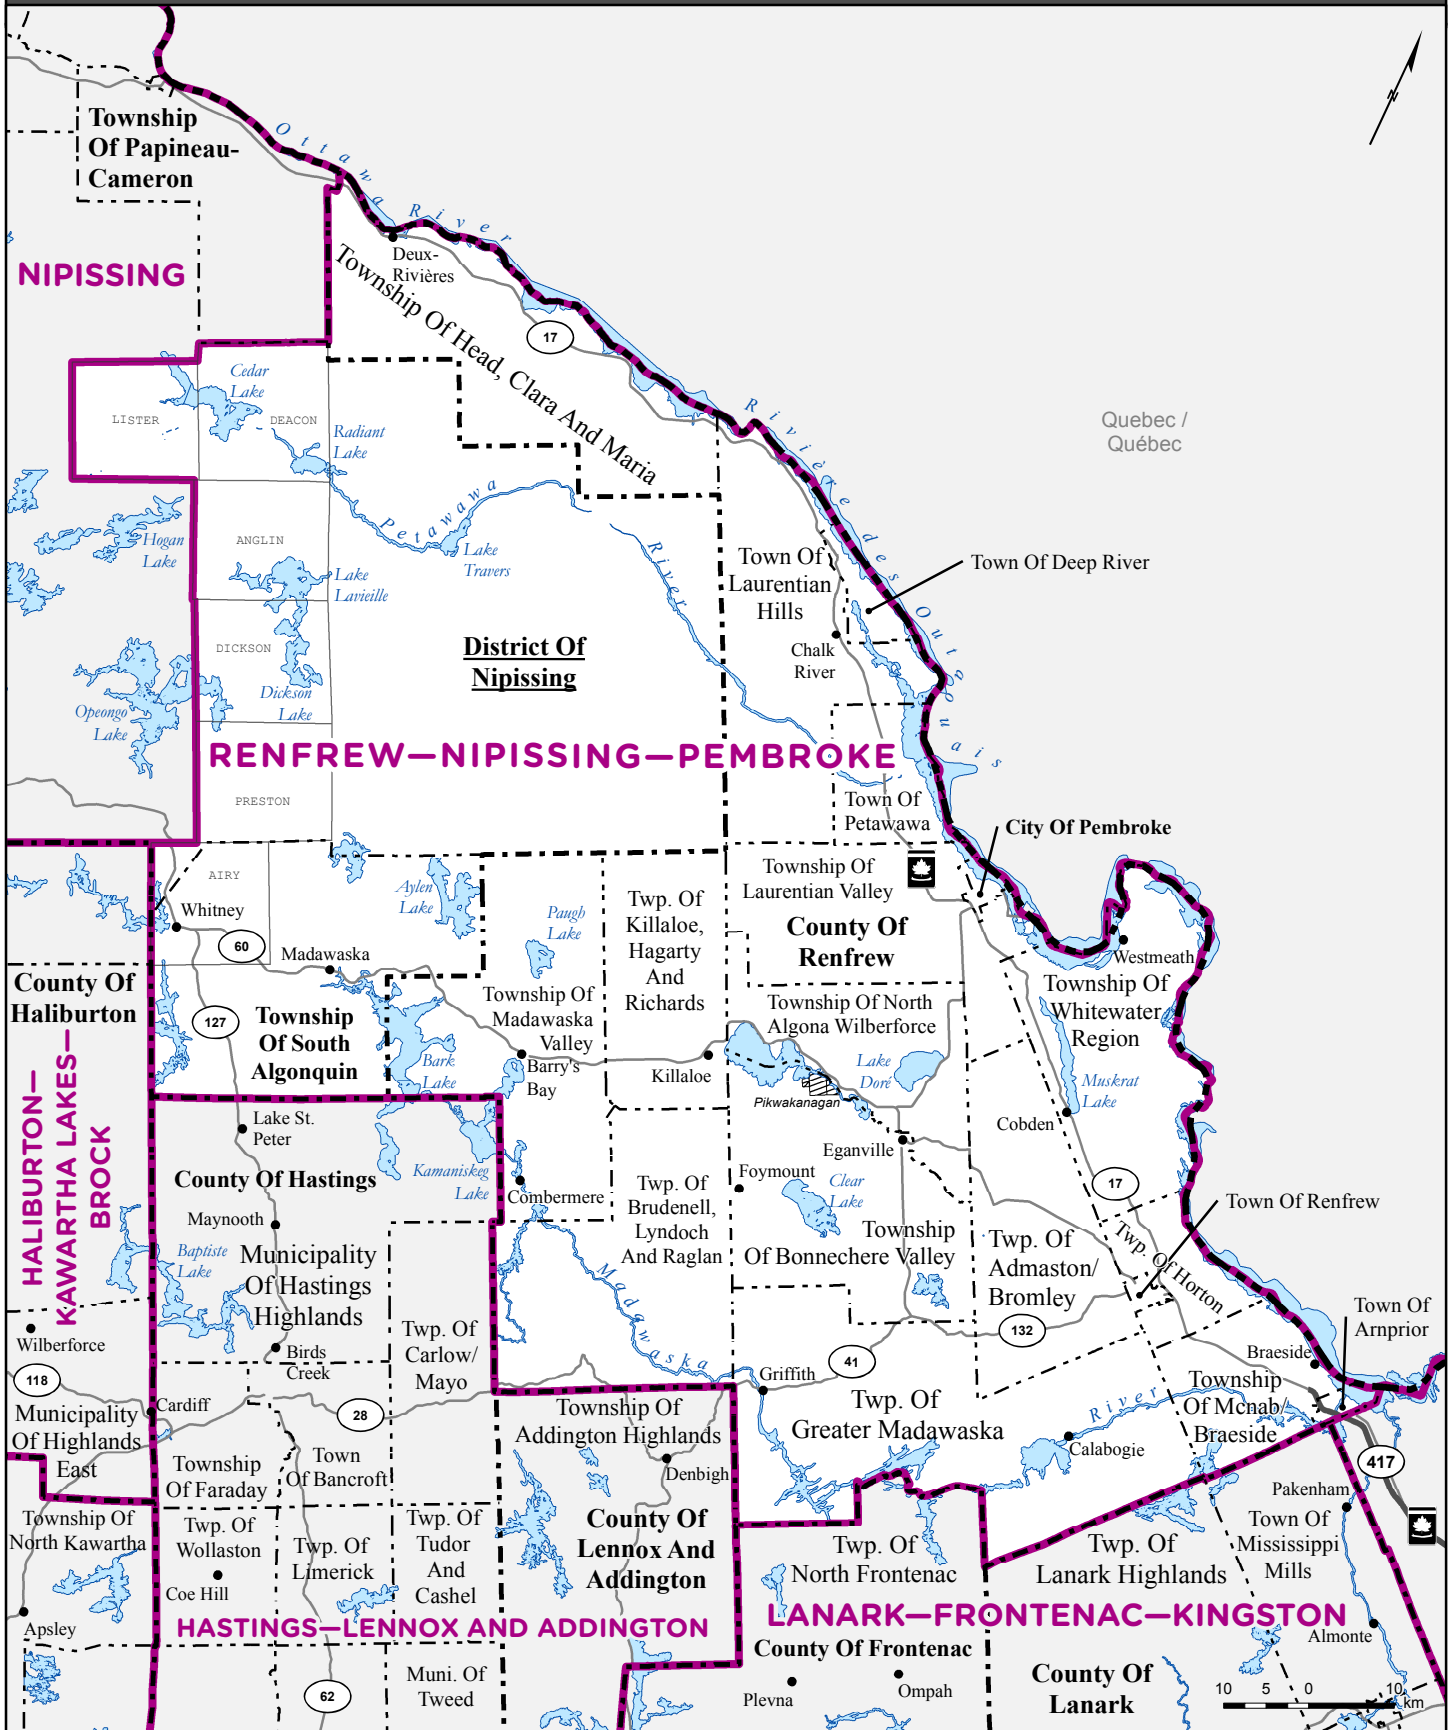 Township
Of Papineau-
Cameron
Ottawa River
N
NIPISSING
Deux-
Rivières
Township Of Head, Clara And Maria
17
Cedar
Lake
LISTER
DEACON
Radiant
Lake
Rivière des Outaouais
Quebec /
Québec
Petawawa River
Hogan
Lake
ANGLIN
Lake
Travers
Lake
Lavieille
Town Of
Laurentian
Hills
Town Of Deep River
DICKSON
District Of
Nipissing
Chalk
River
Dickson
Lake
Opeongo
Lake
RENFREW—NIPISSING—PEMBROKE
PRESTON
Town Of
Petawawa
City Of Pembroke
AIRY
Aylen
Lake
Township Of
Laurentian Valley
Whitney
Paugh
Lake
Twp. Of
Killaloe,
Hagarty
And
Richards
County Of
Renfrew
60
Madawaska
Westmeath
County Of
Haliburton
Township Of
Madawaska
Valley
Township Of North
Algona Wilberforce
Township Of
Whitewater
Region
127
Township
Of South
Algonquin
Bark
Lake
Barry's
Bay
Killaloe
Lake
Doré
Pikwakanagan
Muskrat
Lake
HALIBURTON—
KAWARTHA LAKES—
BROCK
Lake St.
Peter
Cobden
Eganville
County Of Hastings
Kamaniskeg
Lake
Combermere
Twp. Of
Brudenell,
Lyndoch
And Raglan
Foymount
Clear
Lake
17
Town Of Renfrew
Maynooth
Baptiste
Lake
Municipality
Of Hastings
Highlands
Township
Of Bonnechere Valley
Twp. Of
Admaston/
Bromley
Twp. Of Horton
Madawaska
River
Wilberforce
Birds
Creek
Twp. Of
Carlow/
Mayo
132
Town Of
Arnprior
41
Braeside
118
Cardiff
Griffith
Municipality
Of Highlands
East
28
Township Of
Addington Highlands
Twp. Of
Greater Madawaska
Township
Of Mcnab/
Braeside
Calabogie
Township
Of Faraday
Town
Of Bancroft
Denbigh
417
Pakenham
Township Of
North Kawartha
Twp. Of
Wollaston
Twp. Of
Limerick
Twp. Of
Tudor
And
Cashel
County Of
Lennox And
Addington
Twp. Of
North Frontenac
Twp. Of
Lanark Highlands
Town Of
Mississippi
Mills
Coe Hill
Apsley
HASTINGS—LENNOX AND ADDINGTON
LANARK—FRONTENAC—KINGSTON
Almonte
County Of Frontenac
Muni. Of
Tweed
Plevna
Ompah
County Of
Lanark
62
10 5 0 10
km